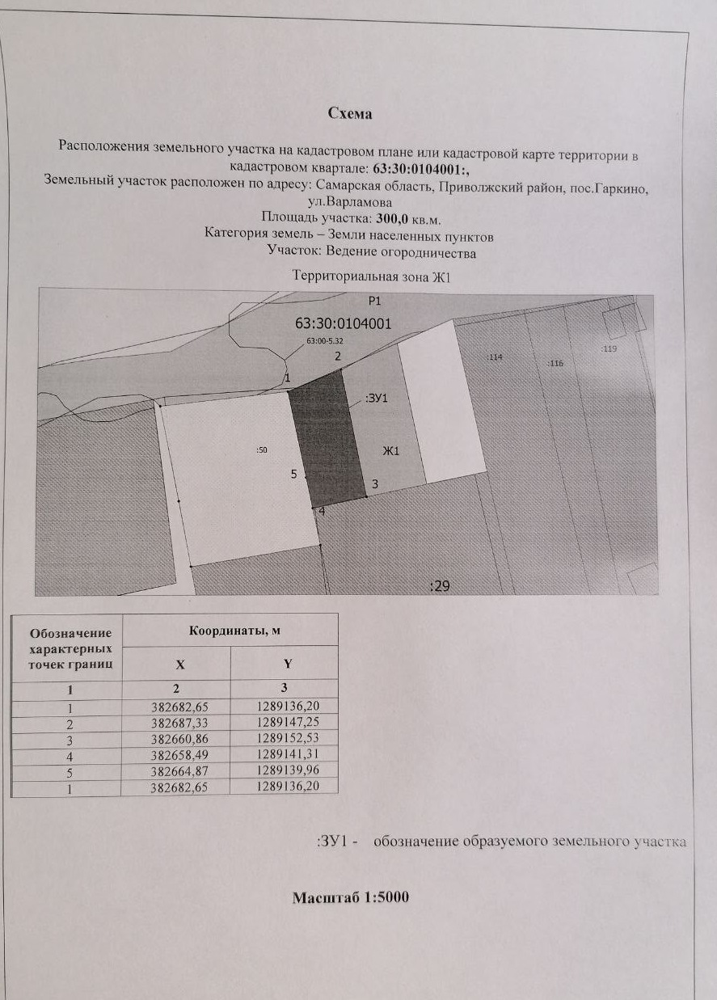 Схема
Расположения земельного участка на кадастровом плане или кадастровой карте территории в
кадастровом квартале: 63:30:0104001:,
Земельный участок расположен по адресу: Самарская область, Приволжский район, пос.Гаркино,
ул.Варламова
Площадь участка: 300,0 кв.м.
Категория земель – Земли населенных пунктов
Участок: Ведение огородничества
Территориальная зона Ж1
Р1
63:30:0104001
63:00-5.32
2
:119
:114
:116
1
:ЗУ1
:50
Ж1
5
3
4
:29
Обозначение
характерных
точек границ
Координаты, м
X
Y
1 2 3
1 382682,65 1289136,20
2 382687,33 1289147,25
3 382660,86 1289152,53
4 382658,49 1289141,31
5 382664,87 1289139,96
1 382682,65 1289136,20
:ЗУ1 - обозначение образуемого земельного участка
Масштаб 1:5000